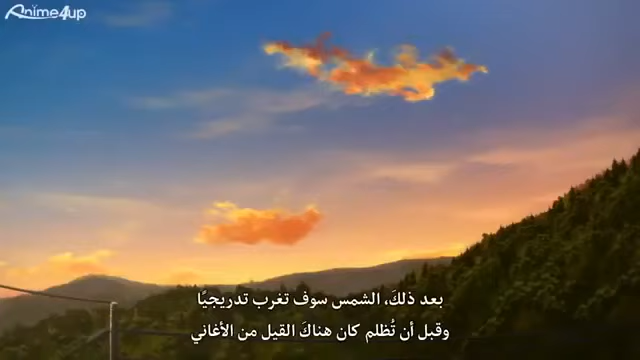 Anime4up
بعد ذلكَ، الشمس سوف تغرب تدريجيًا
وقبل أن تُظلم كان هناكَ القيل من الأغاني